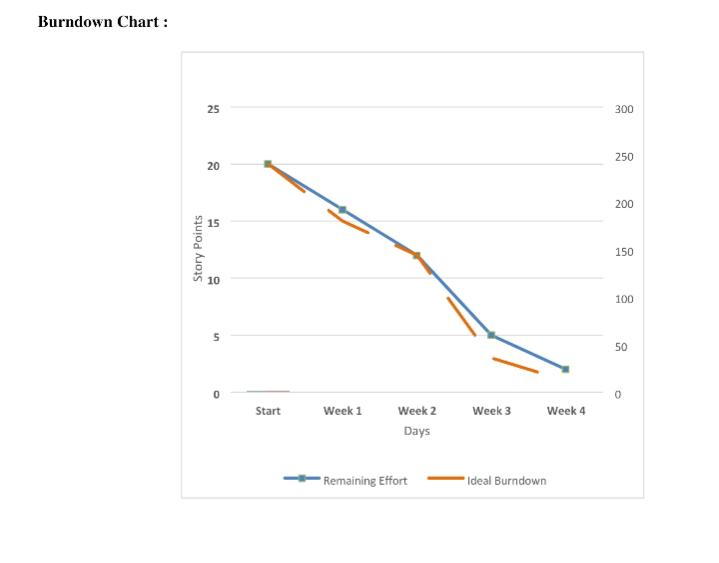 Burndown Chart :
25
300
20
250
15
200
10
150
5
100
0
50
0
Story Points
Start Week 1 Week 2 Week 3 Week 4
Days
Remaining Effort Ideal Burndown